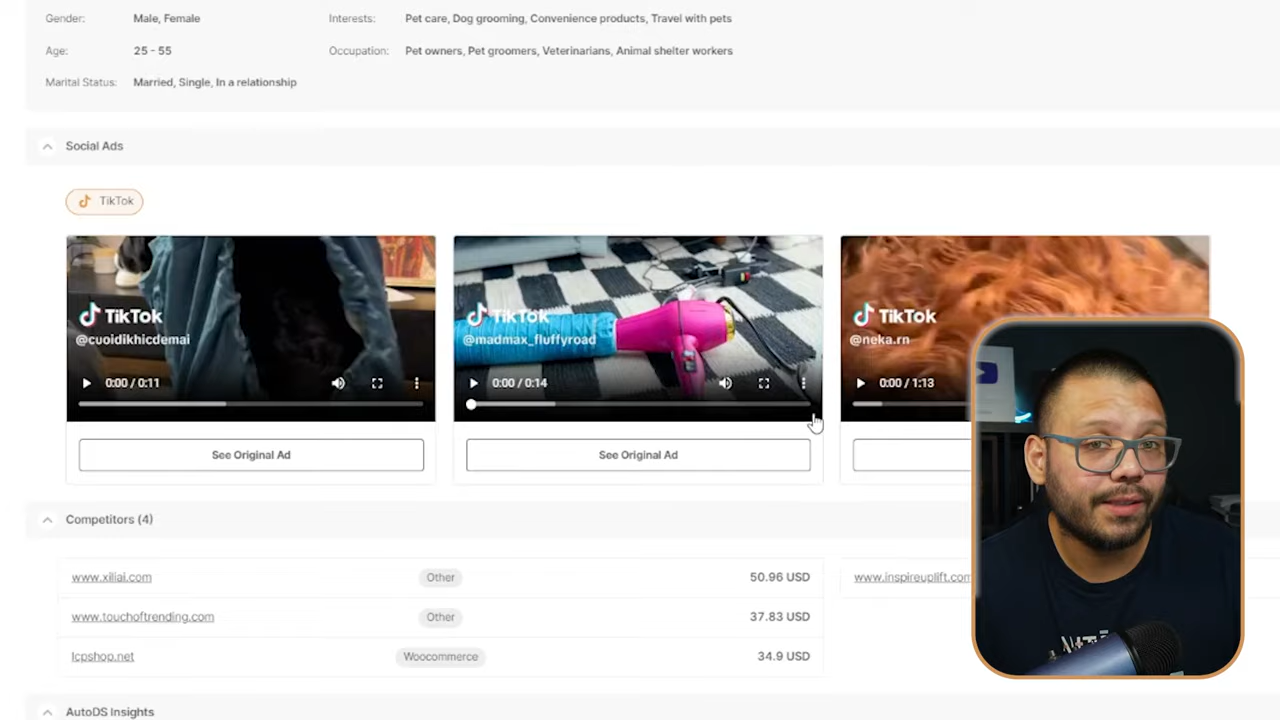 Gender: Male, Female Interests: Pet care, Dog grooming, Convenience products, Travel with pets
Age: 25 - 55 Occupation: Pet owners, Pet groomers, Veterinarians, Animal shelter workers
Marital Status: Married, Single, In a relationship
Social Ads
TikTok
TikTok TikTok TikTok
@cuoidikhicdemai @madmax_fluffyroad @neka.rn
0:00 / 0:11 0:00 / 0:14 0:00 / 1:13
See Original Ad See Original Ad
Competitors (4)
www.xiliai.com Other 50.96 USD www.inspireuplift.com
www.touchoftrending.com Other 37.83 USD
lcpshop.net Woocommerce 34.9 USD
AutoDS Insights